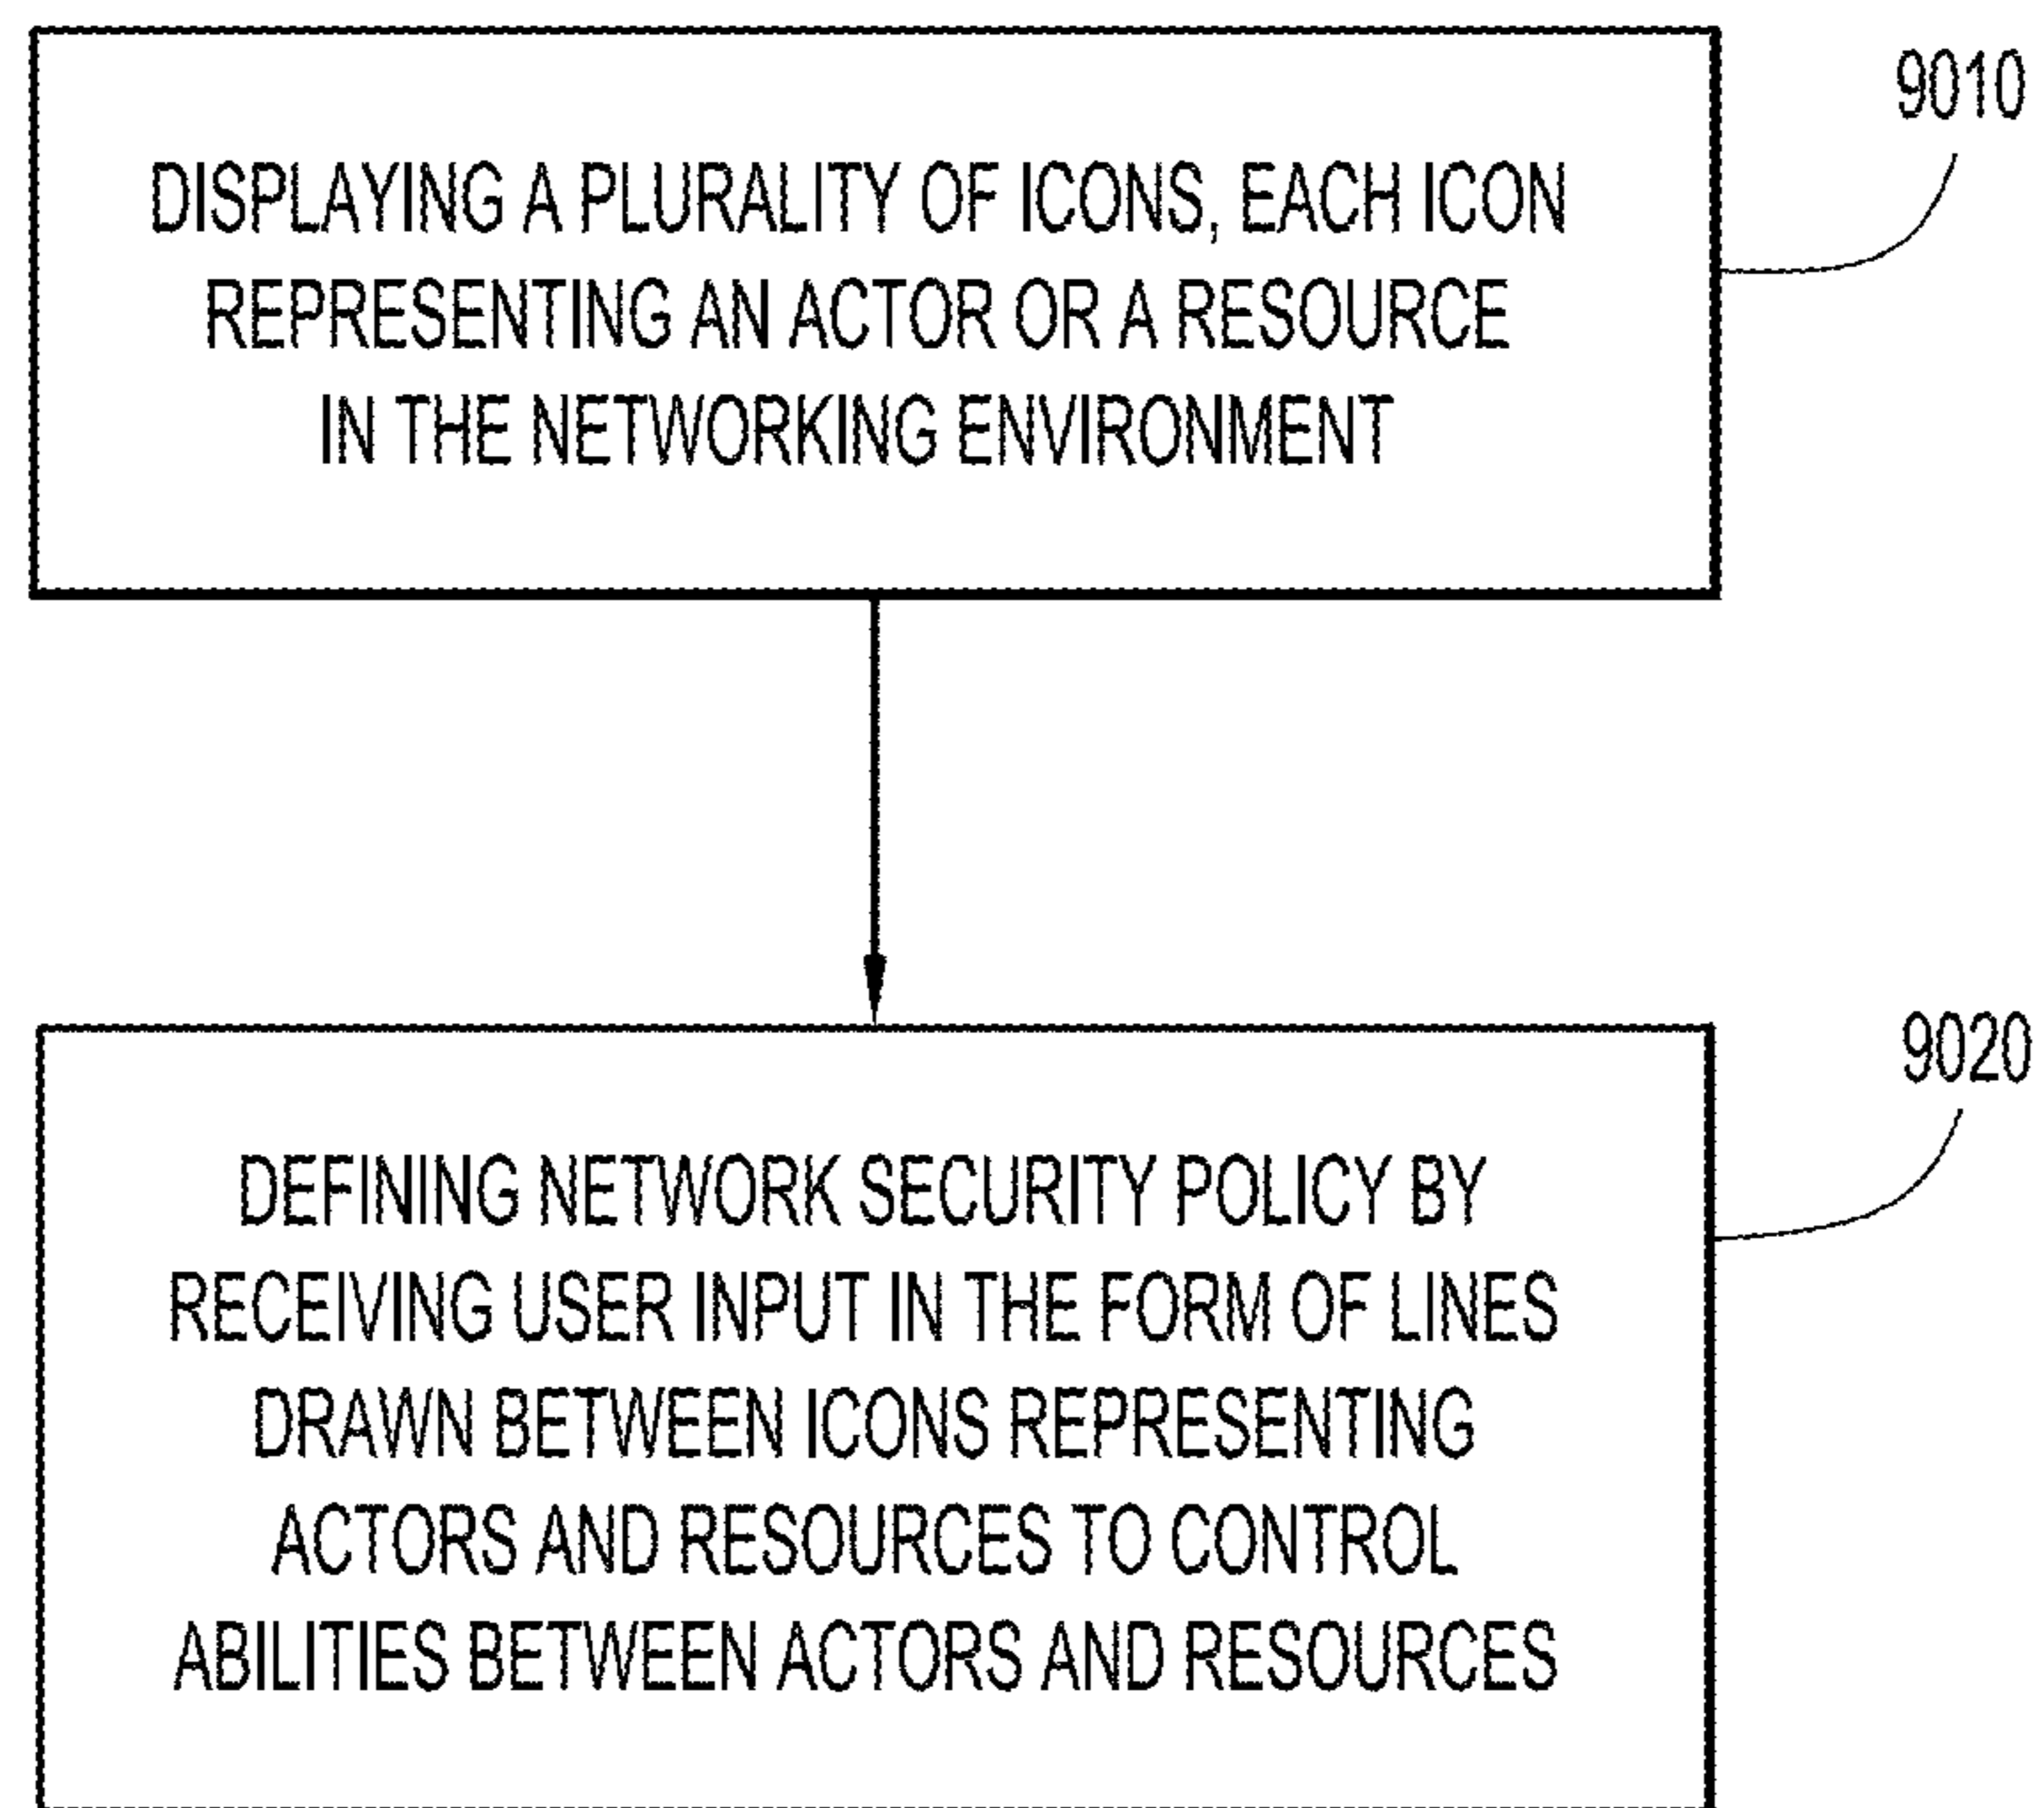 9010
DISPLAYING A PLURALITY OF ICONS, EACH ICON
REPRESENTING AN ACTOR OR A RESOURCE
IN THE NETWORKING ENVIRONMENT
9020
DEFINING NETWORK SECURITY POLICY BY
RECEIVING USER INPUT IN THE FORM OF LINES
DRAWN BETWEEN ICONS REPRESENTING
ACTORS AND RESOURCES TO CONTROL
ABILITIES BETWEEN ACTORS AND RESOURCES